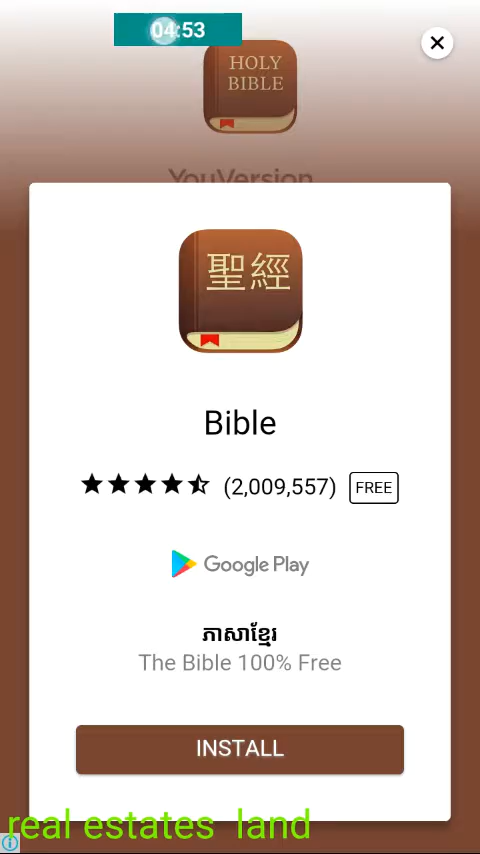 04:53
HOLY
BIBLE
YouVersion
聖經
Bible
(2,009,557) FREE
Google Play
ភាសាខ្មែរ
The Bible 100% Free
INSTALL
real estates land